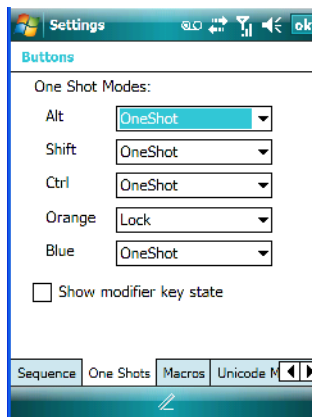 Settings ok
Buttons
One Shot Modes:
Alt OneShot
Shift OneShot
Ctrl OneShot
Orange Lock
Blue OneShot
Show modifier key state
Sequence One Shots Macros Unicode M